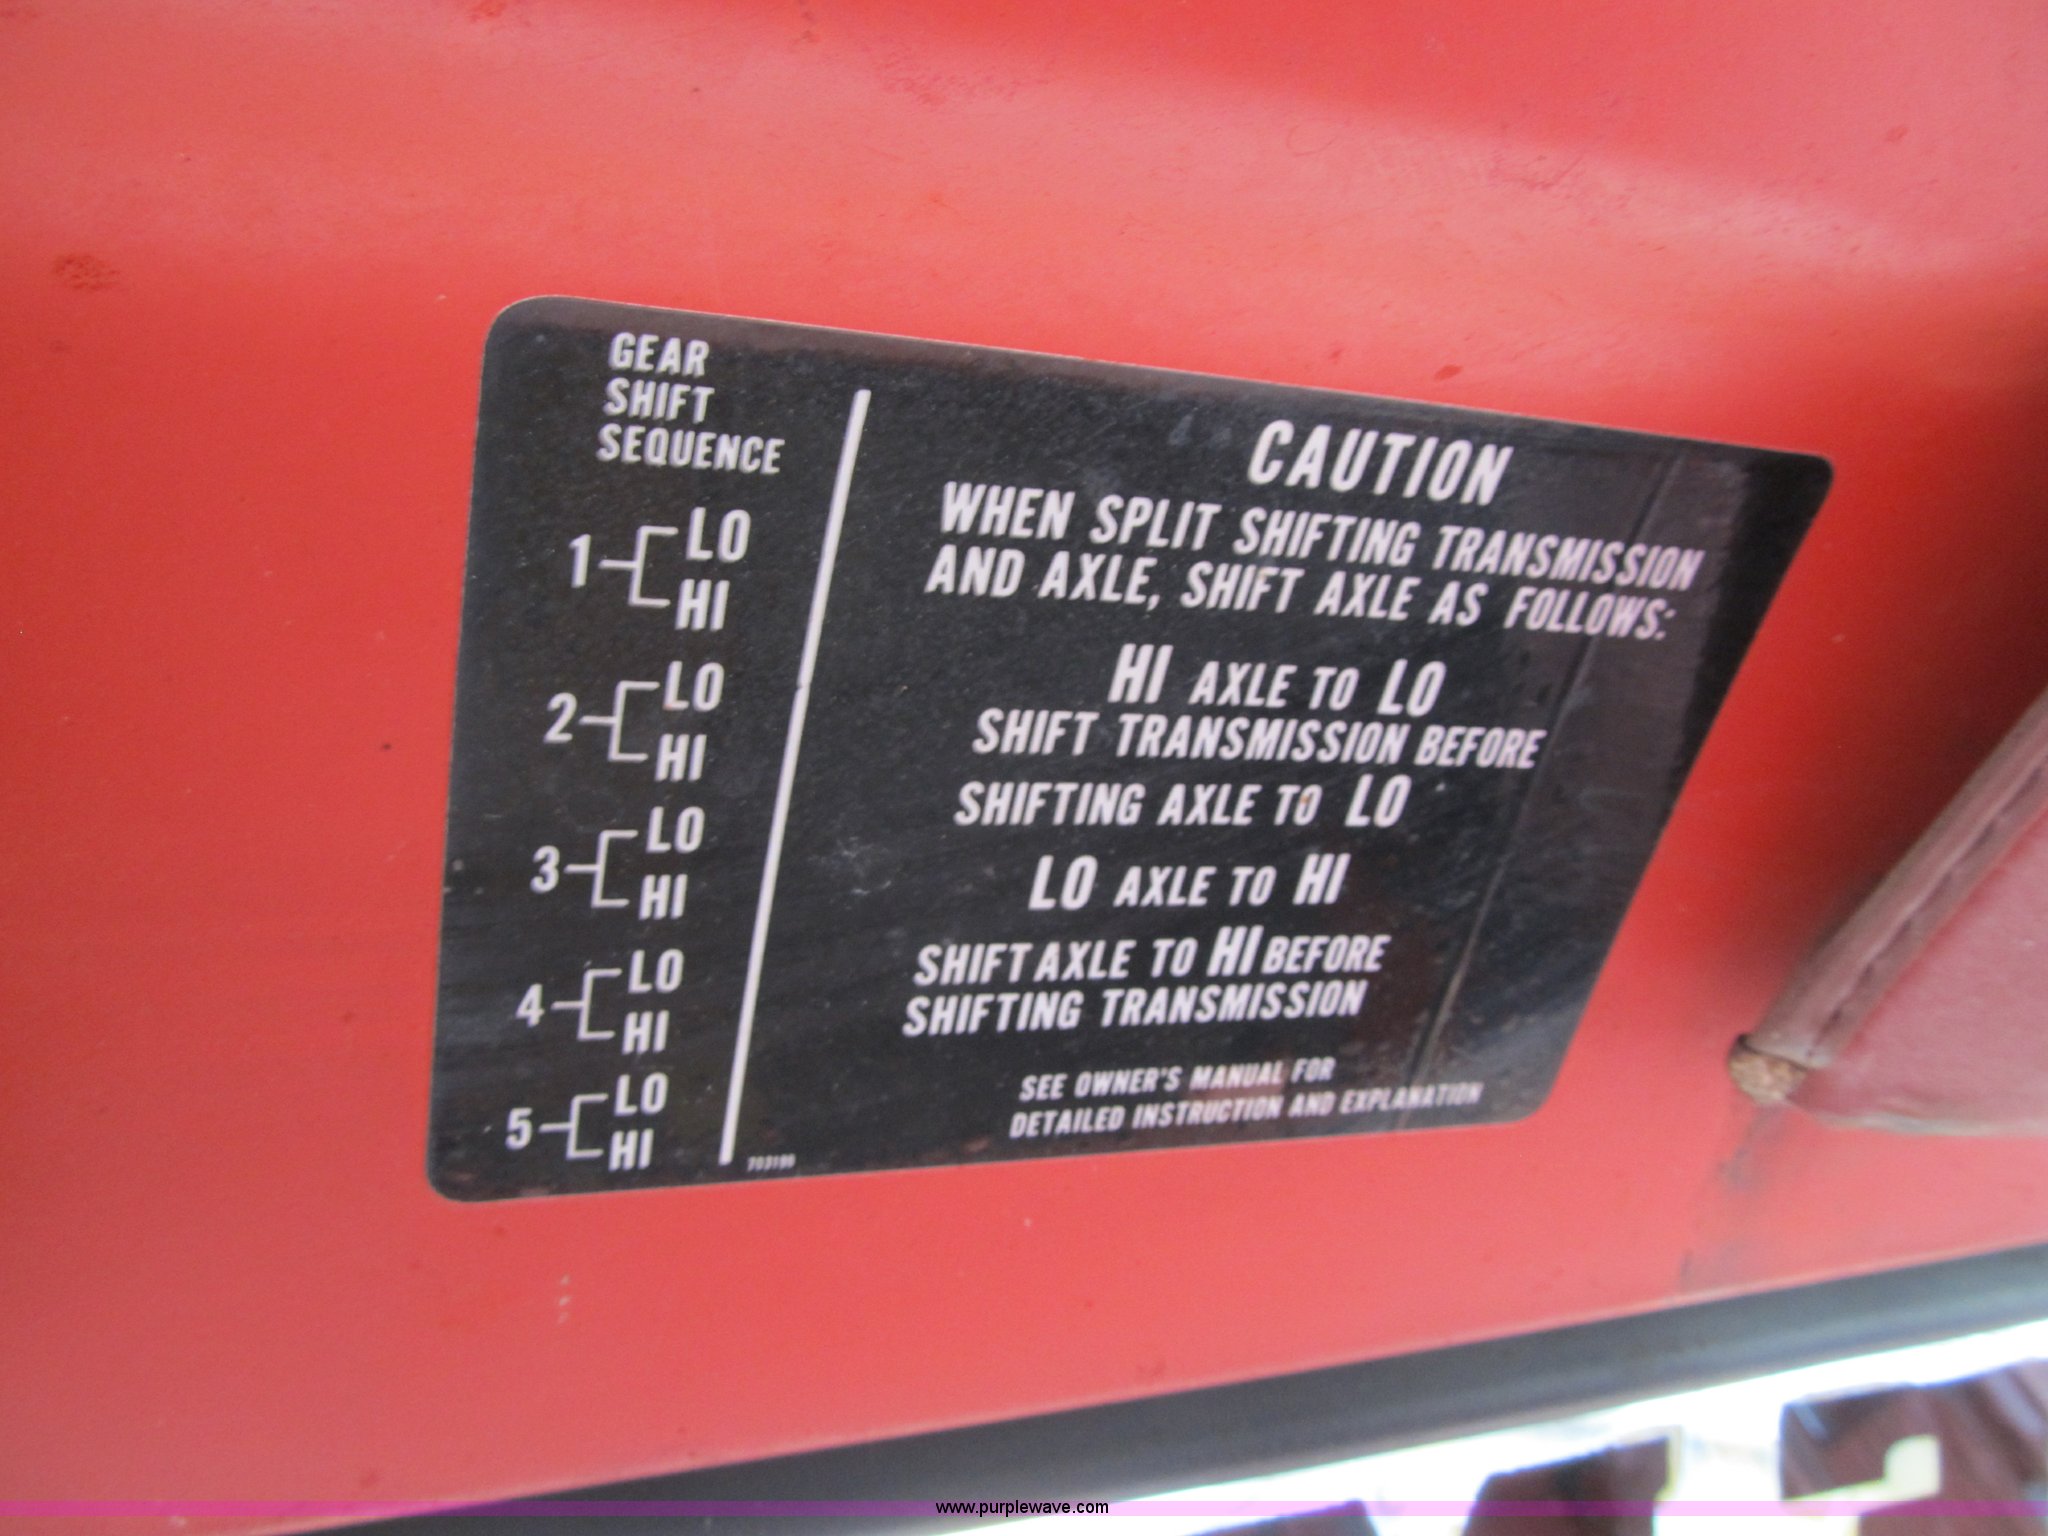 GEAR
SHIFT
SEQUENCE
1 LO
HI
2 LO
HI
3 LO
HI
4 LO
HI
5 LO
HI
CAUTION
WHEN SPLIT SHIFTING TRANSMISSION
AND AXLE, SHIFT AXLE AS FOLLOWS:
HI AXLE TO LO
SHIFT TRANSMISSION BEFORE
SHIFTING AXLE TO LO
LO AXLE TO HI
SHIFT AXLE TO HI BEFORE
SHIFTING TRANSMISSION
SEE OWNER'S MANUAL FOR
DETAILED INSTRUCTION AND EXPLANATION
www.purplewave.com